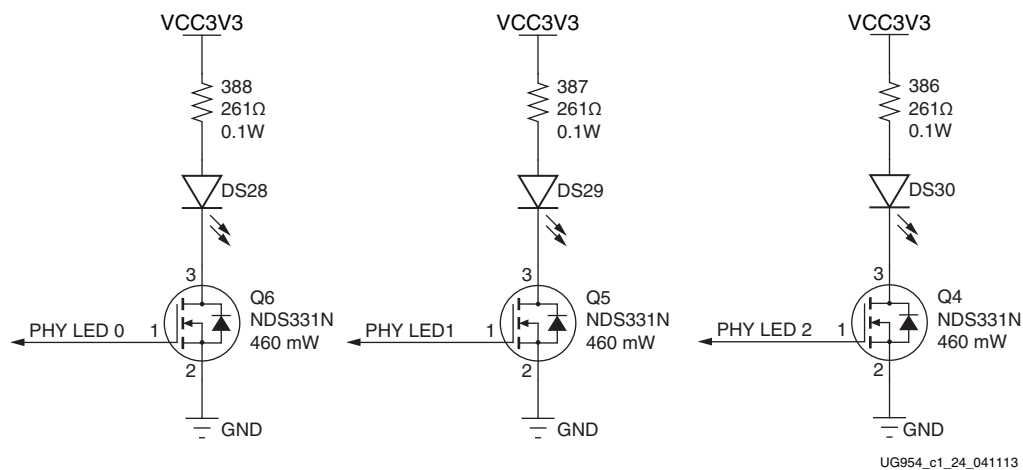 VCC3V3
388
261Ω
0.1W
DS28
3
Q6
NDS331N
460 mW
PHY LED 0
1
2
GND
VCC3V3
387
261Ω
0.1W
DS29
3
Q5
NDS331N
460 mW
PHY LED1
1
2
GND
VCC3V3
386
261Ω
0.1W
DS30
3
Q4
NDS331N
460 mW
PHY LED 2
1
2
GND
UG954_c1_24_041113